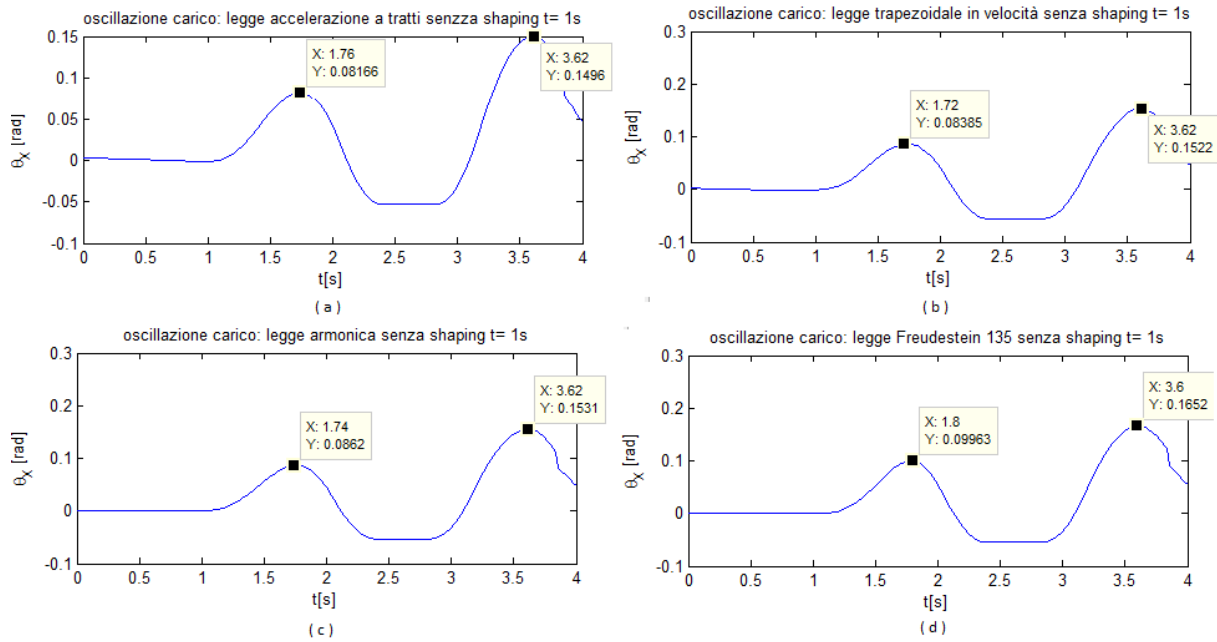 oscillazione carico: legge accelerazione a tratti senzza shaping t= 1s
0.15
0.1
0.05
0
-0.05
-0.1
θX [rad]
X: 1.76
Y: 0.08166
X: 3.62
Y: 0.1496
0 0.5 1 1.5 2 2.5 3 3.5 4
t[s]
( a )
oscillazione carico: legge trapezoidale in velocità senza shaping t= 1s
0.3
0.2
0.1
0
-0.1
θX [rad]
X: 1.72
Y: 0.08385
X: 3.62
Y: 0.1522
0 0.5 1 1.5 2 2.5 3 3.5 4
t[s]
( b )
oscillazione carico: legge armonica senza shaping t= 1s
0.3
0.2
0.1
0
-0.1
θX [rad]
X: 1.74
Y: 0.0862
X: 3.62
Y: 0.1531
0 0.5 1 1.5 2 2.5 3 3.5 4
t[s]
( c )
oscillazione carico: legge Freudestein 135 senza shaping t= 1s
0.3
0.2
0.1
0
-0.1
θX [rad]
X: 1.8
Y: 0.09963
X: 3.6
Y: 0.1652
0 0.5 1 1.5 2 2.5 3 3.5 4
t[s]
( d )